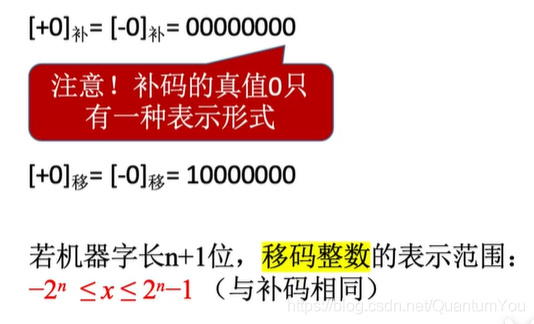 [+0]补= [-0]补= 00000000
注意！补码的真值0只
有一种表示形式
[+0]移= [-0]移= 10000000
若机器字长n+1位，移码整数的表示范围：
−2ⁿ ≤ x ≤ 2ⁿ−1 （与补码相同）
https://blog.csdn.net/QuantumYou